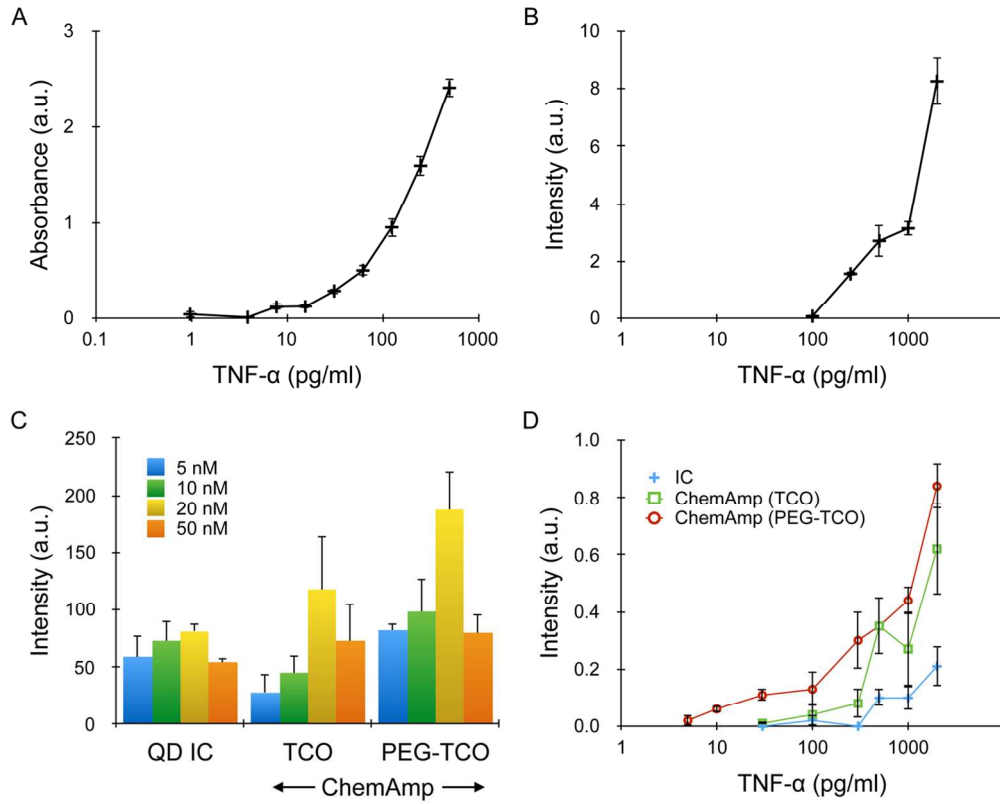 A
3
2
1
0
Absorbance (a.u.)
0.1
1
10
100
1000
TNF-α (pg/ml)
B
10
8
6
4
2
0
Intensity (a.u.)
1
10
100
1000
TNF-α (pg/ml)
C
250
200
150
100
50
0
Intensity (a.u.)
5 nM
10 nM
20 nM
50 nM
QD IC
TCO
PEG-TCO
ChemAmp
D
1.0
0.8
0.6
0.4
0.2
0.0
Intensity (a.u.)
IC
ChemAmp (TCO)
ChemAmp (PEG-TCO)
1
10
100
1000
TNF-α (pg/ml)